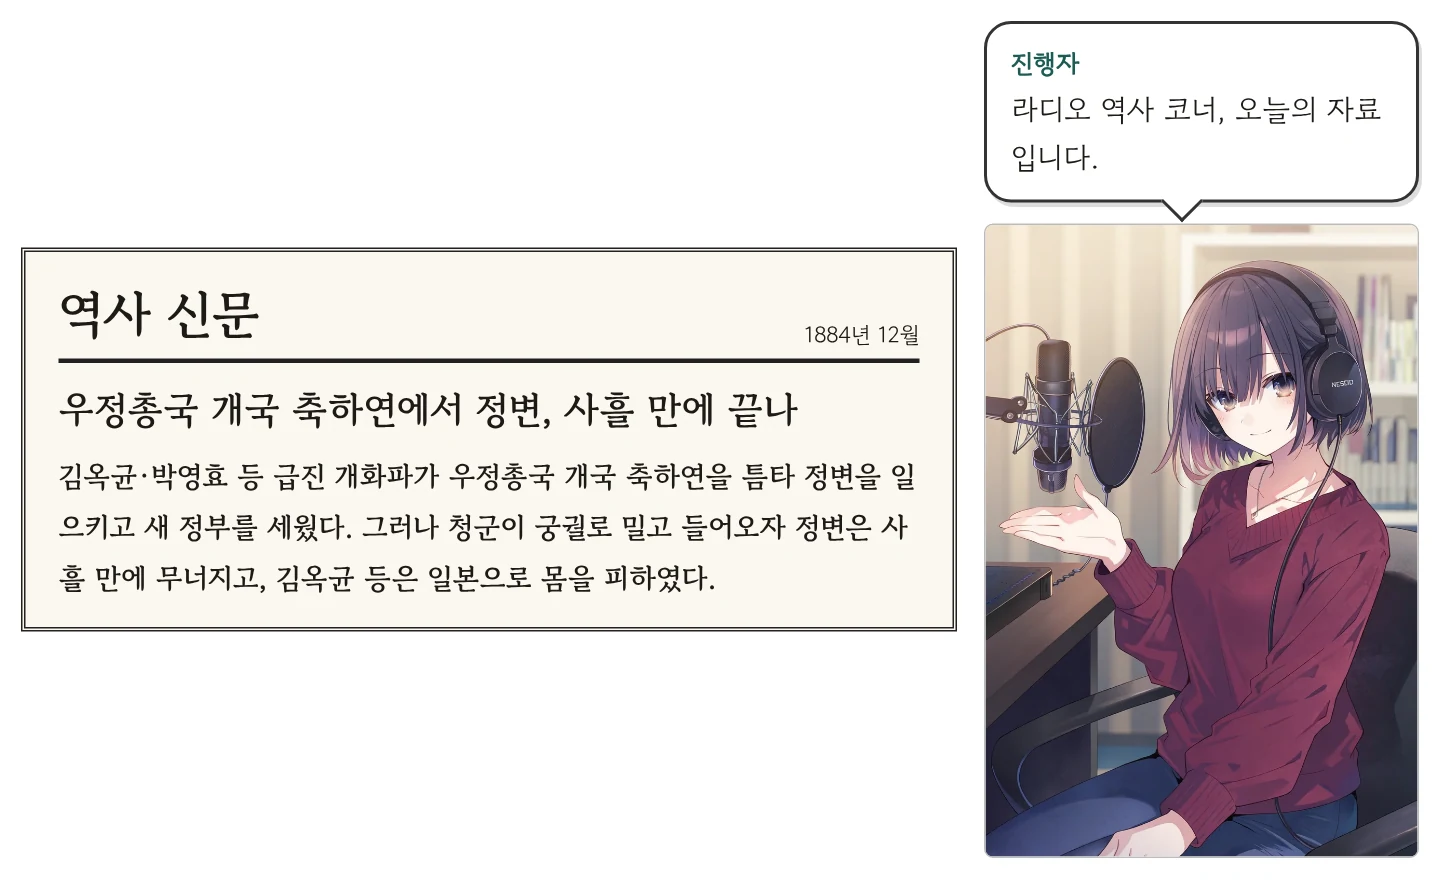 역사 신문
1884년 12월
우정총국 개국 축하연에서 정변, 사흘 만에 끝나
김옥균·박영효 등 급진 개화파가 우정총국 개국 축하연을 틈타 정변을 일
으키고 새 정부를 세웠다. 그러나 청군이 궁궐로 밀고 들어오자 정변은 사
흘 만에 무너지고, 김옥균 등은 일본으로 몸을 피하였다.
진행자
라디오 역사 코너, 오늘의 자료
입니다.